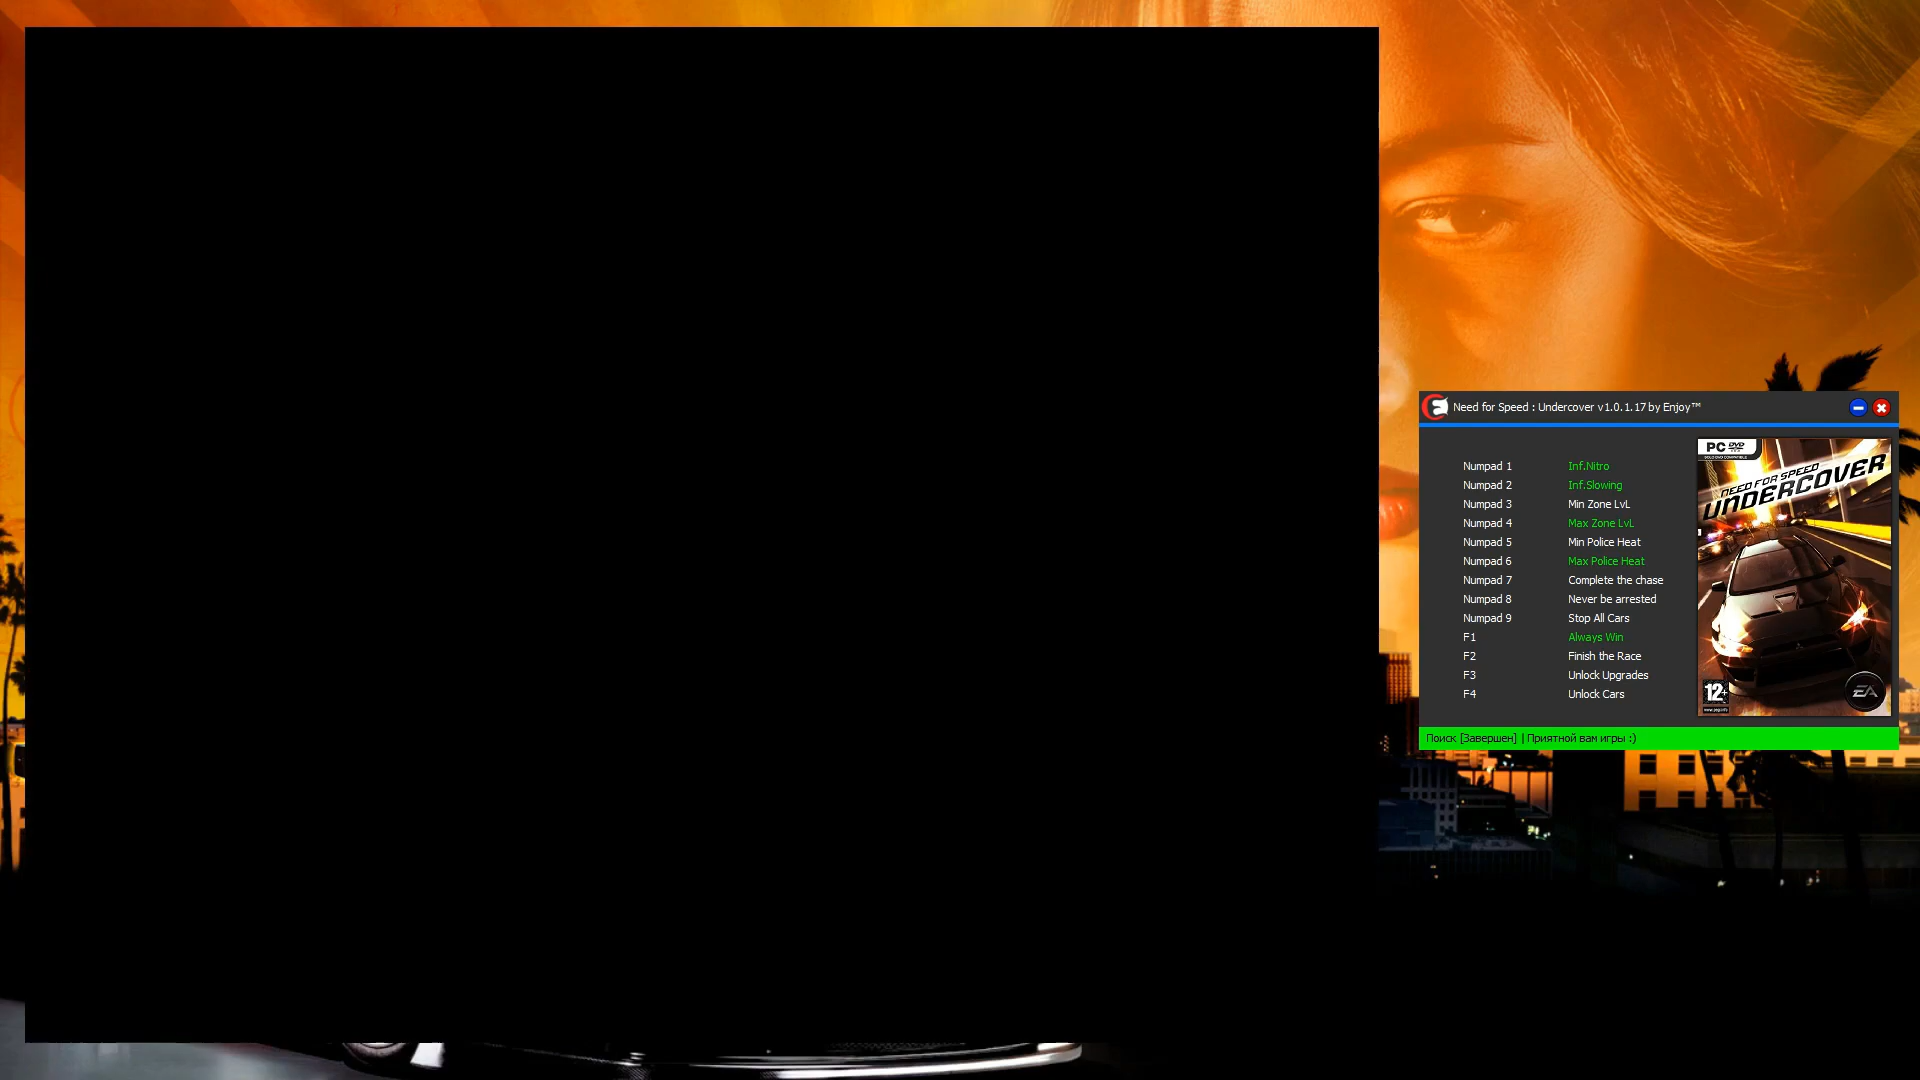 Need for Speed : Undercover v1.0.1.17 by Enjoy™
Numpad 1 Inf.Nitro
Numpad 2 Inf.Slowing
Numpad 3 Min Zone LvL
Numpad 4 Max Zone LvL
Numpad 5 Min Police Heat
Numpad 6 Max Police Heat
Numpad 7 Complete the chase
Numpad 8 Never be arrested
Numpad 9 Stop All Cars
F1 Always Win
F2 Finish the Race
F3 Unlock Upgrades
F4 Unlock Cars
PC DVD
NEED FOR SPEED
UNDERCOVER
12+
EA
Поиск [Завершен] | Приятной вам игры :)